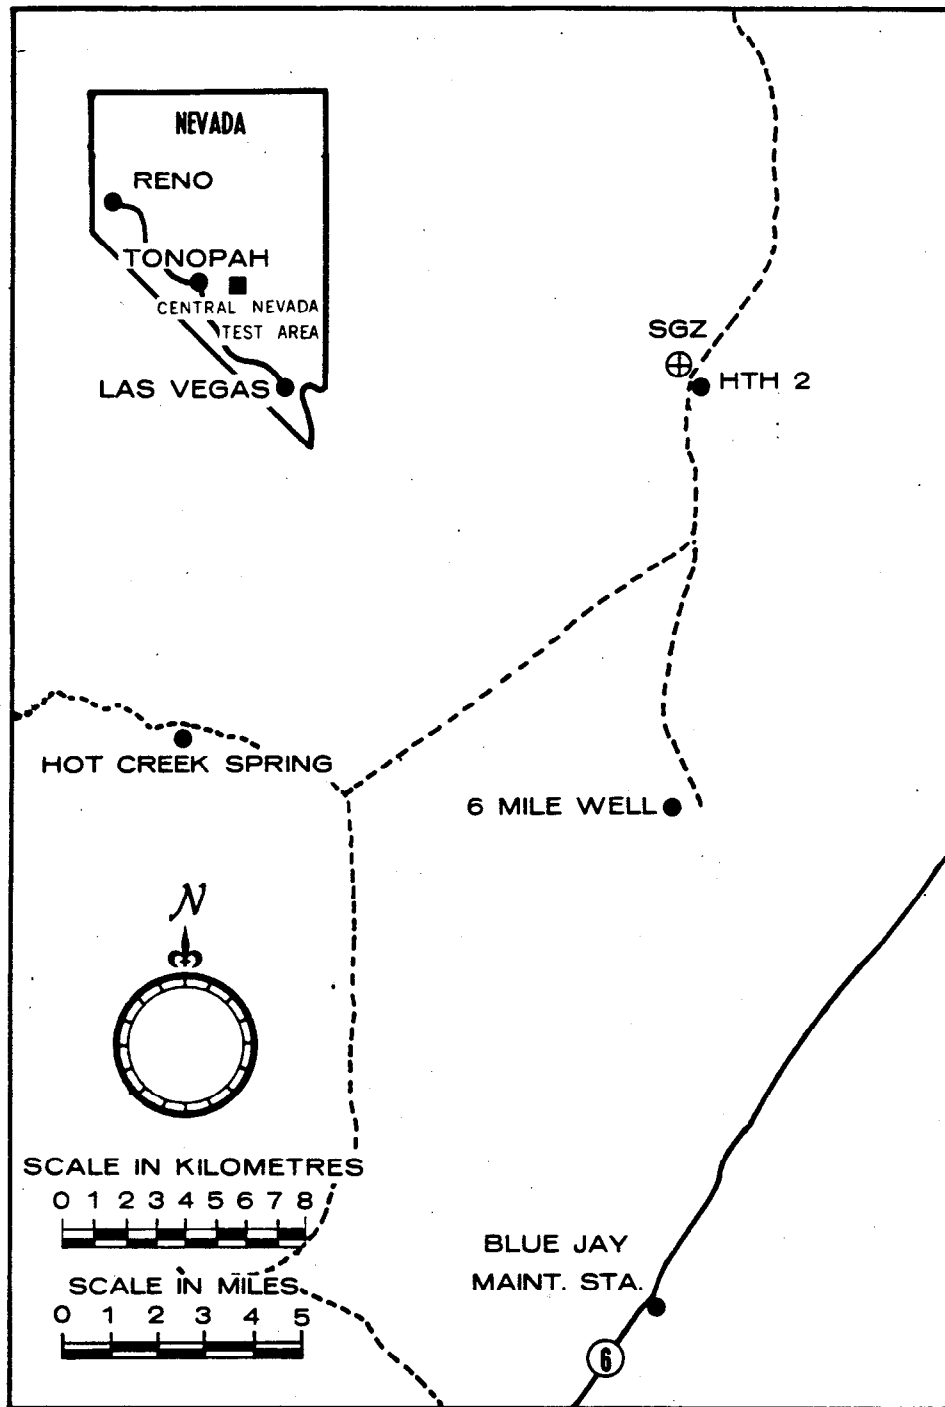 NEVADA
RENO
TONOPAH
CENTRAL NEVADA
TEST AREA
LAS VEGAS
SGZ
HTH 2
HOT CREEK SPRING
6 MILE WELL
N
SCALE IN KILOMETRES
0 1 2 3 4 5 6 7 8
SCALE IN MILES
0 1 2 3 4 5
BLUE JAY
MAINT. STA.
6